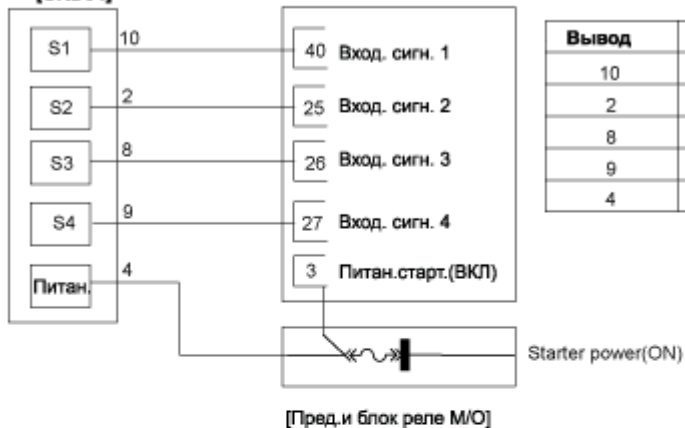 S1 10 40 Вход. сигн. 1
S2 2 25 Вход. сигн. 2
S3 8 26 Вход. сигн. 3
S4 9 27 Вход. сигн. 4
Питан. 4 3 Питан.старт.(ВКЛ)
Starter power(ON)
[Пред.и блок реле М/О]
Вывод
10
2
8
9
4